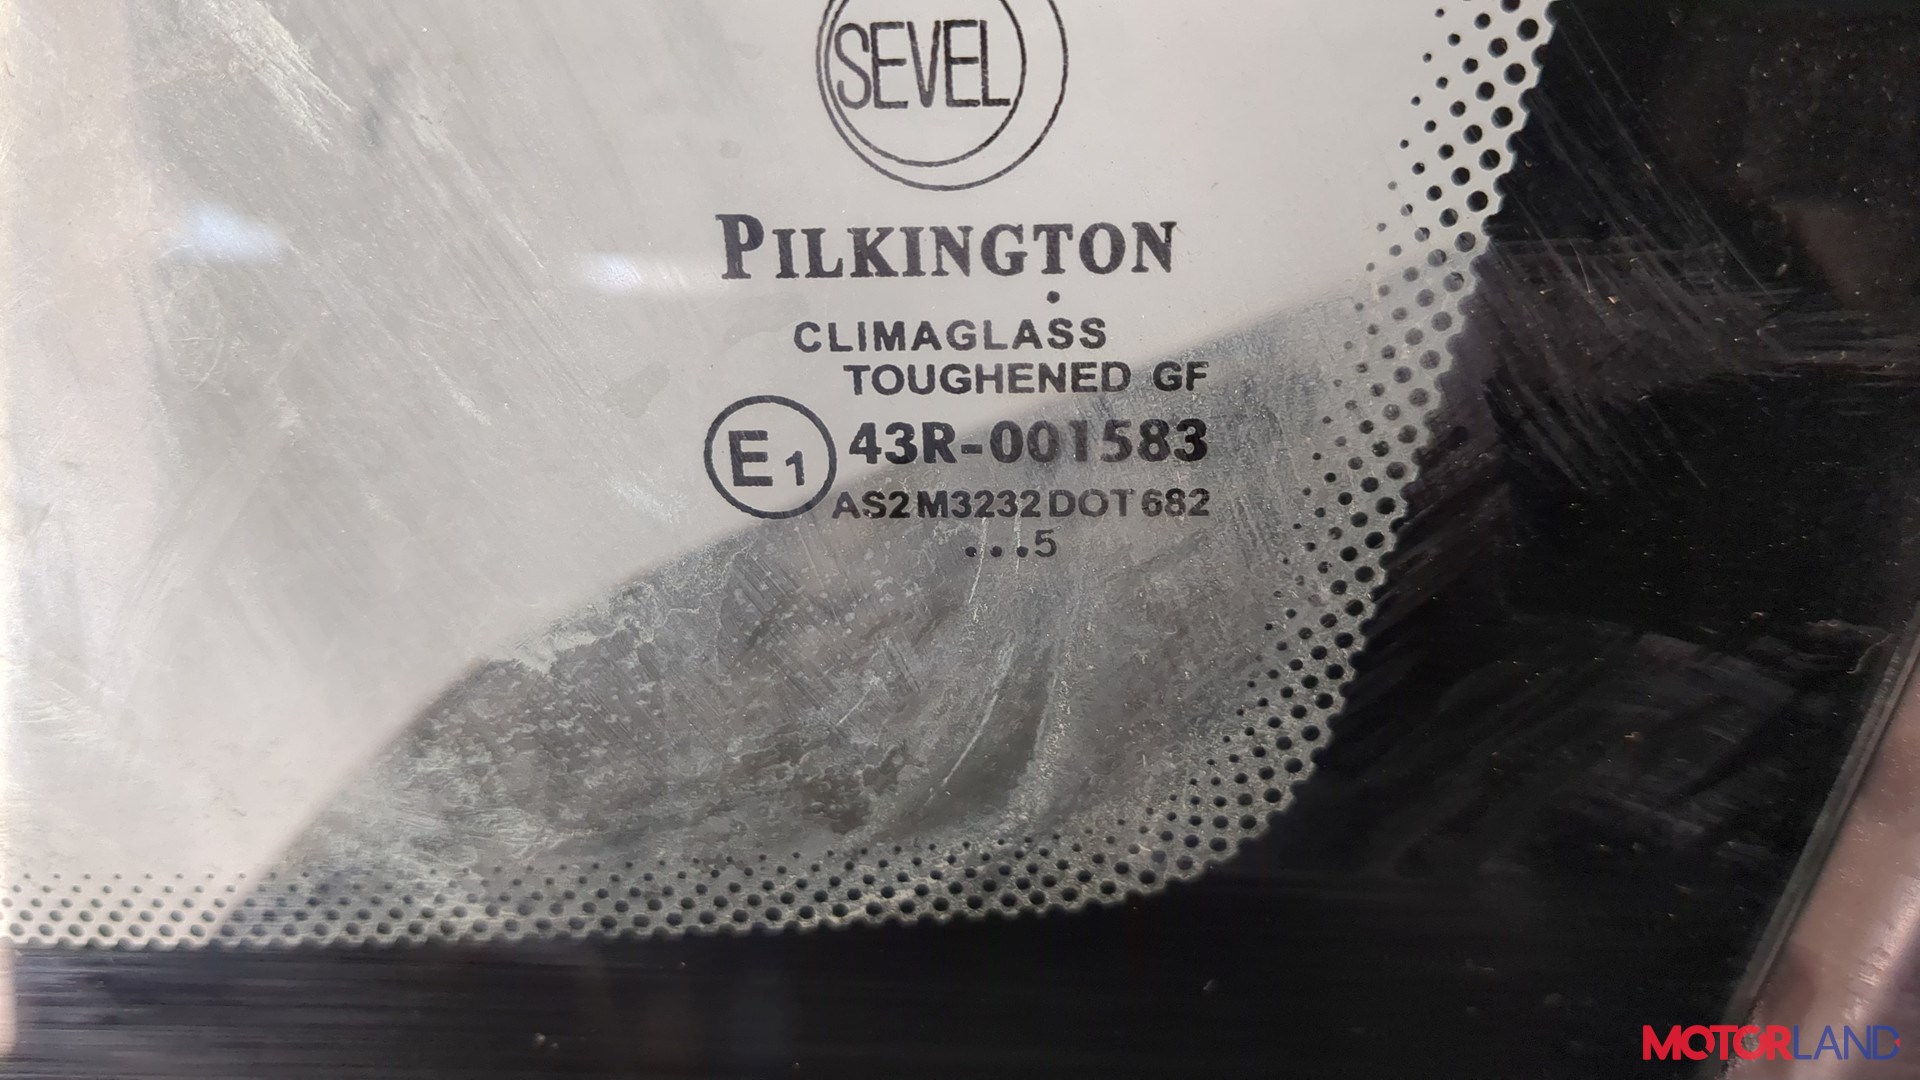 SEVEL
PILKINGTON
CLIMAGLASS
TOUGHENED GF
E1 43R-001583
AS2 M3232 DOT 682
...5
MOTORLAND